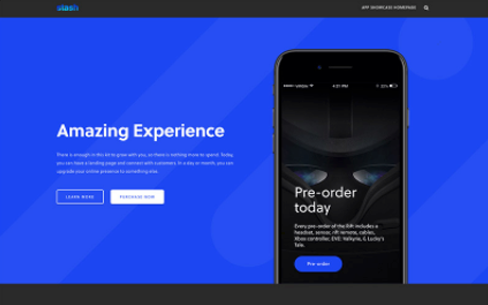 stash
APP SHOWCASE HOMEPAGE
Amazing Experience
There is enough in this kit to grow with you, so there is nothing more to spend. Today,
you can have a landing page and connect with customers. In a day or month, you can
upgrade your online presence to something else.
LEARN MORE
PURCHASE NOW
4:21 PM
22%
Pre-order
today
Every pre-order of the Rift includes a
headset, sensor, rift remote, cables,
Xbox controller, EVE: Valkyrie, & Lucky's
Tale.
Pre-order